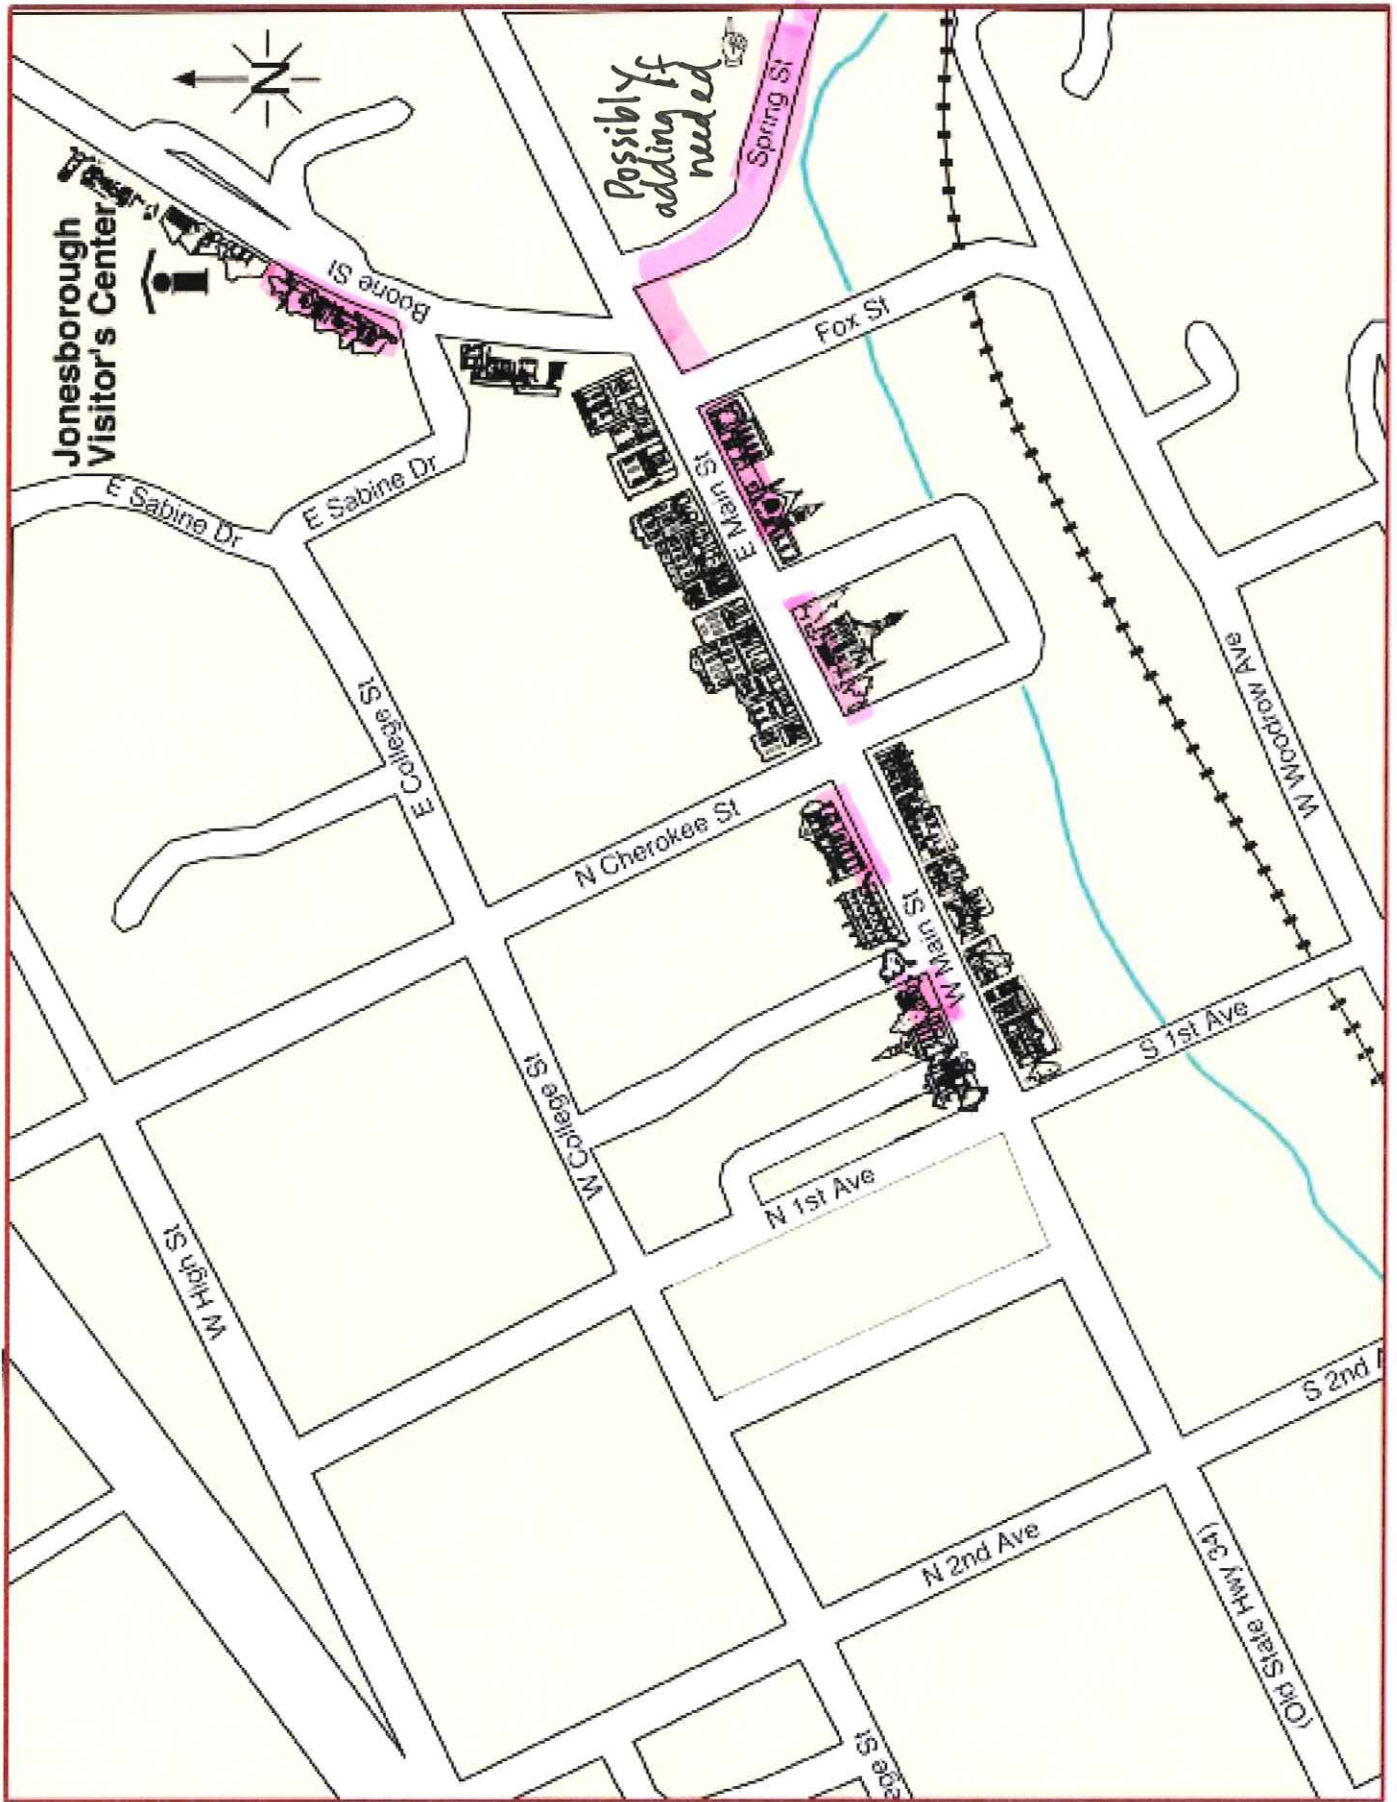 N
Jonesborough
Visitor's Center
Possibly
adding if
needed
Spring St
Boone St
Fox St
E Sabine Dr
E Sabine Dr
E Main St
E College St
N Cherokee St
W Woodrow Ave
W Main St
S 1st Ave
W College St
N 1st Ave
W High St
S 2nd A
N 2nd Ave
(Old State Hwy 34)
ege St